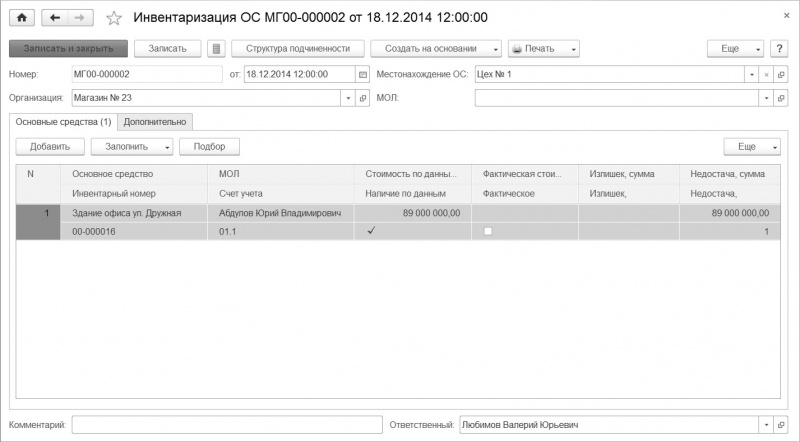 Инвентаризация ОС МГ00-000002 от 18.12.2014 12:00:00
Записать и закрыть Записать Структура подчиненности Создать на основании Печать Еще ?
Номер: МГ00-000002 от: 18.12.2014 12:00:00 Местонахождение ОС: Цех № 1
Организация: Магазин № 23 МОЛ:
Основные средства (1) Дополнительно
Добавить Заполнить Подбор Еще
N Основное средство МОЛ Стоимость по данны... Фактическая стои... Излишек, сумма Недостача, сумма
Инвентарный номер Счет учета Наличие по данным Фактическое Излишек, Недостача,
1 Здание офиса ул. Дружная Абдулов Юрий Владимирович 89 000 000,00 89 000 000,00
00-000016 01.1 1
Комментарий: Ответственный: Любимов Валерий Юрьевич